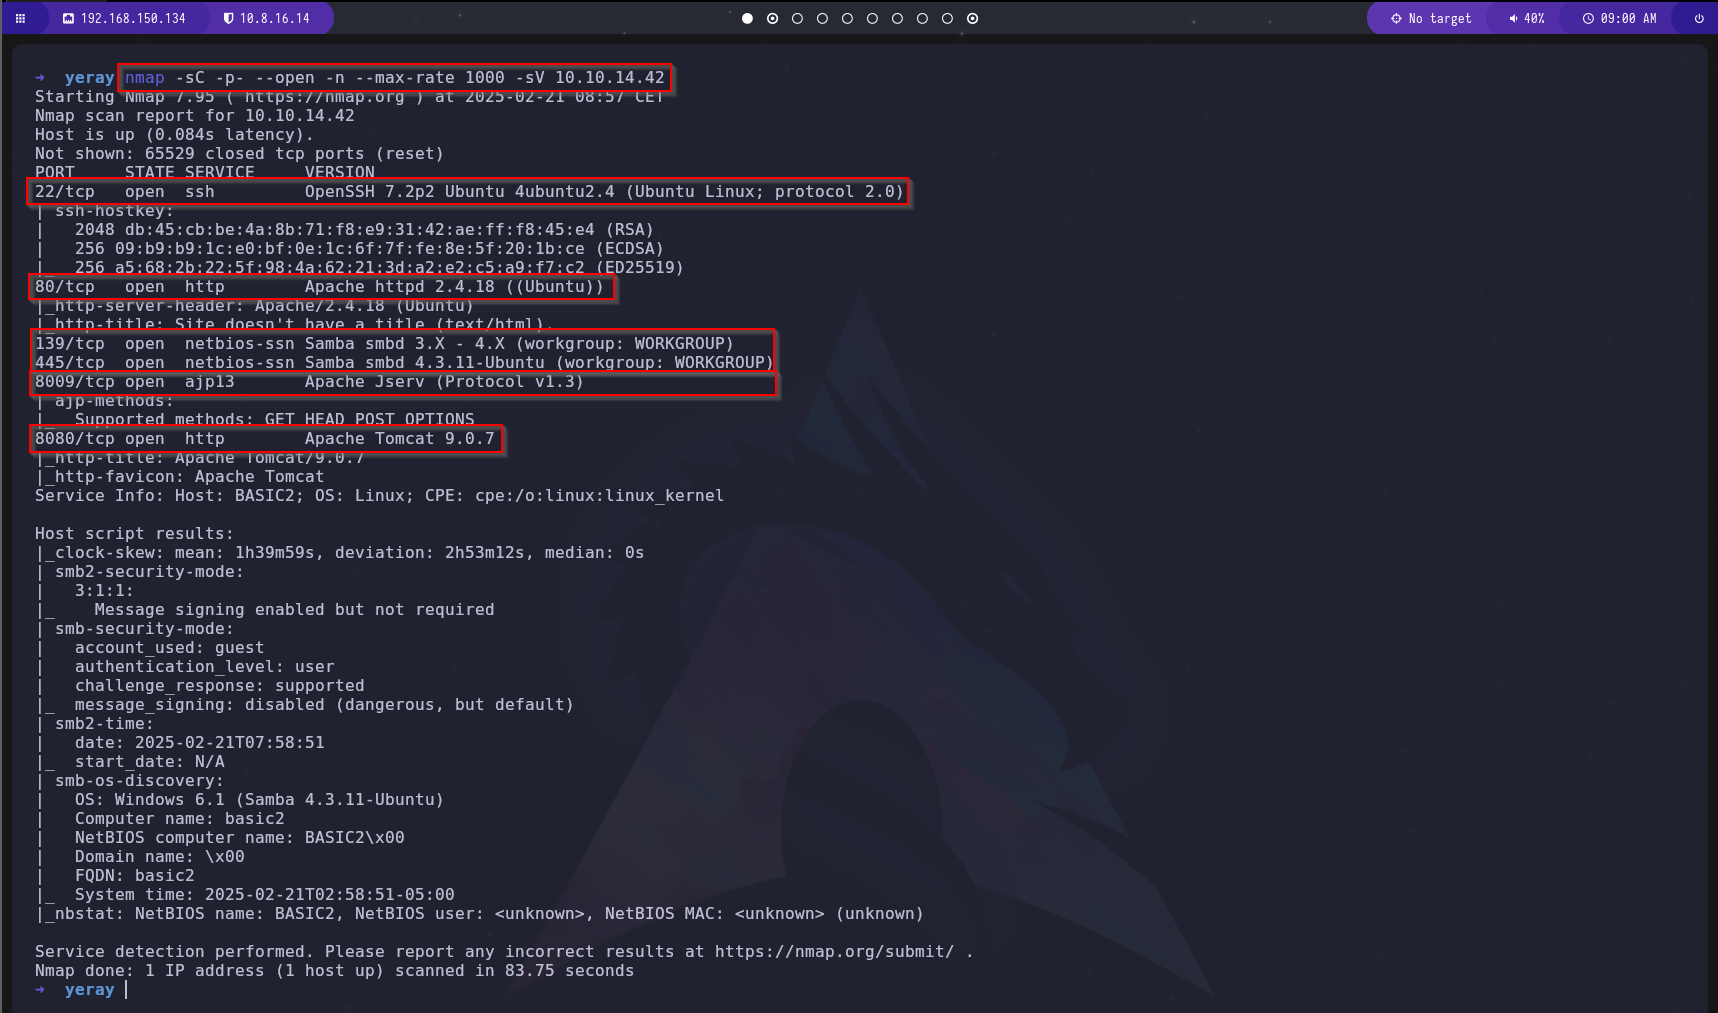 192.168.150.134 10.8.16.14 No target 40% 09:00 AM
➜ yeray nmap -sC -p- --open -n --max-rate 1000 -sV 10.10.14.42
Starting Nmap 7.95 ( https://nmap.org ) at 2025-02-21 08:57 CET
Nmap scan report for 10.10.14.42
Host is up (0.084s latency).
Not shown: 65529 closed tcp ports (reset)
PORT     STATE SERVICE     VERSION
22/tcp   open  ssh         OpenSSH 7.2p2 Ubuntu 4ubuntu2.4 (Ubuntu Linux; protocol 2.0)
| ssh-hostkey:
|   2048 db:45:cb:be:4a:8b:71:f8:e9:31:42:ae:ff:f8:45:e4 (RSA)
|   256 09:b9:b9:1c:e0:bf:0e:1c:6f:7f:fe:8e:5f:20:1b:ce (ECDSA)
|_  256 a5:68:2b:22:5f:98:4a:62:21:3d:a2:e2:c5:a9:f7:c2 (ED25519)
80/tcp   open  http        Apache httpd 2.4.18 ((Ubuntu))
|_http-server-header: Apache/2.4.18 (Ubuntu)
|_http-title: Site doesn't have a title (text/html).
139/tcp  open  netbios-ssn Samba smbd 3.X - 4.X (workgroup: WORKGROUP)
445/tcp  open  netbios-ssn Samba smbd 4.3.11-Ubuntu (workgroup: WORKGROUP)
8009/tcp open  ajp13       Apache Jserv (Protocol v1.3)
| ajp-methods:
|_  Supported methods: GET HEAD POST OPTIONS
8080/tcp open  http        Apache Tomcat 9.0.7
|_http-title: Apache Tomcat/9.0.7
|_http-favicon: Apache Tomcat
Service Info: Host: BASIC2; OS: Linux; CPE: cpe:/o:linux:linux_kernel
Host script results:
|_clock-skew: mean: 1h39m59s, deviation: 2h53m12s, median: 0s
| smb2-security-mode:
|   3:1:1:
|_    Message signing enabled but not required
| smb-security-mode:
|   account_used: guest
|   authentication_level: user
|   challenge_response: supported
|_  message_signing: disabled (dangerous, but default)
| smb2-time:
|   date: 2025-02-21T07:58:51
|_  start_date: N/A
| smb-os-discovery:
|   OS: Windows 6.1 (Samba 4.3.11-Ubuntu)
|   Computer name: basic2
|   NetBIOS computer name: BASIC2\x00
|   Domain name: \x00
|   FQDN: basic2
|_  System time: 2025-02-21T02:58:51-05:00
|_nbstat: NetBIOS name: BASIC2, NetBIOS user: <unknown>, NetBIOS MAC: <unknown> (unknown)
Service detection performed. Please report any incorrect results at https://nmap.org/submit/ .
Nmap done: 1 IP address (1 host up) scanned in 83.75 seconds
➜ yeray